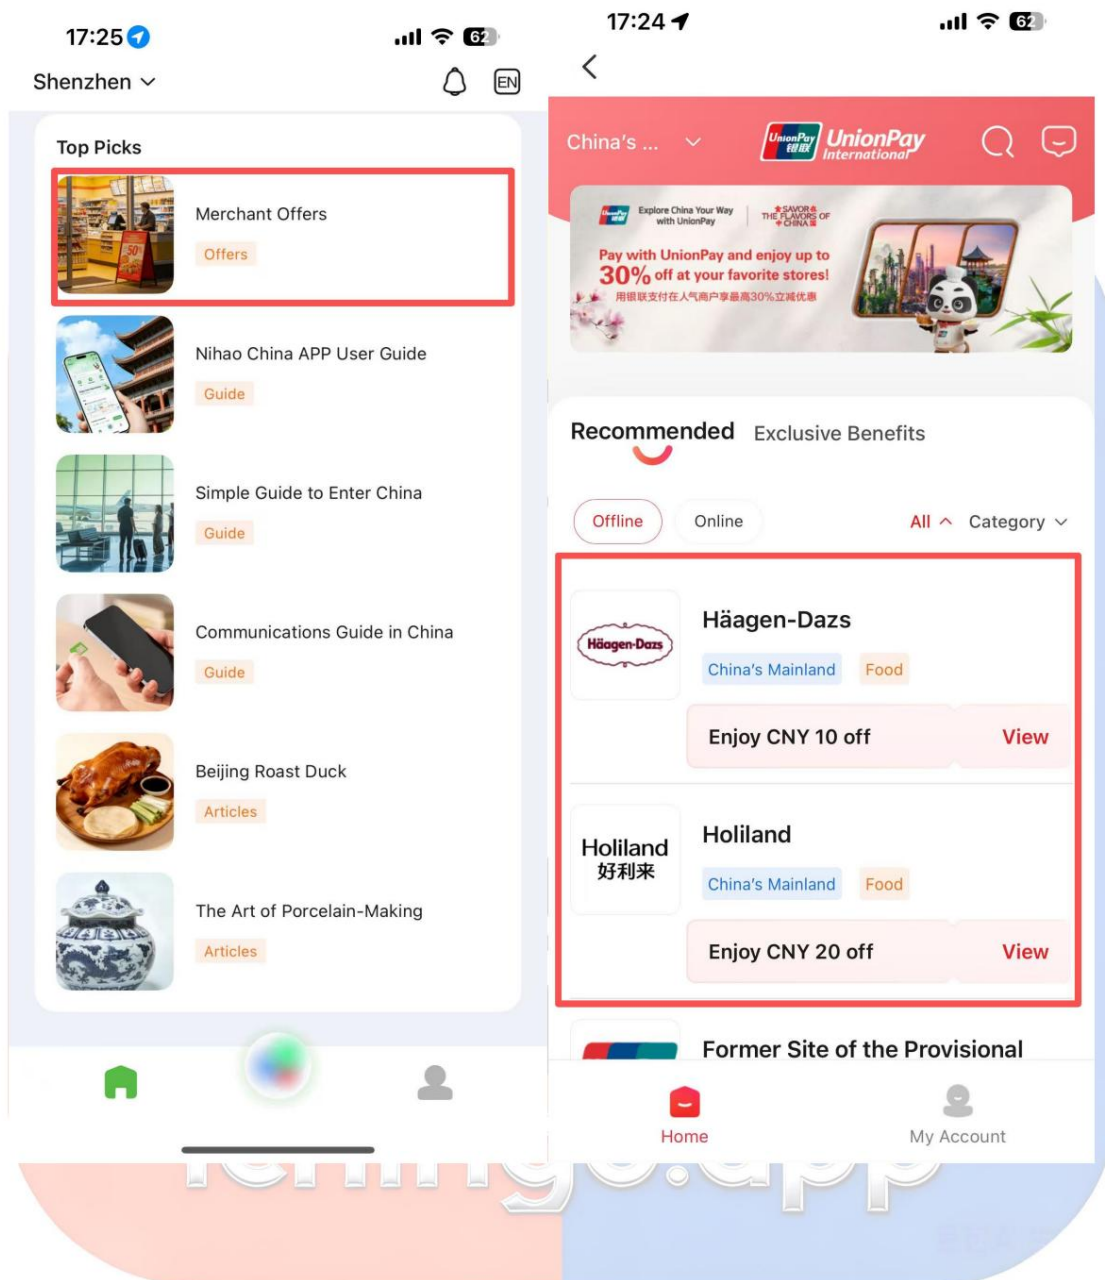 17:25
62
Shenzhen
EN
Top Picks
Merchant Offers
Offers
Nihao China APP User Guide
Guide
Simple Guide to Enter China
Guide
Communications Guide in China
Guide
Beijing Roast Duck
Articles
The Art of Porcelain-Making
Articles
17:24
62
China's ...
UnionPay
银联
UnionPay
International
UnionPay
Explore China Your Way
with UnionPay
SAVOR
THE FLAVORS OF
CHINA
Pay with UnionPay and enjoy up to
30% off at your favorite stores!
用银联支付在人气商户享最高30%立减优惠
Recommended
Exclusive Benefits
Offline
Online
All
Category
Häagen-Dazs
Häagen-Dazs
China's Mainland
Food
Enjoy CNY 10 off
View
Holiland
好利来
Holiland
China's Mainland
Food
Enjoy CNY 20 off
View
Former Site of the Provisional
Home
My Account